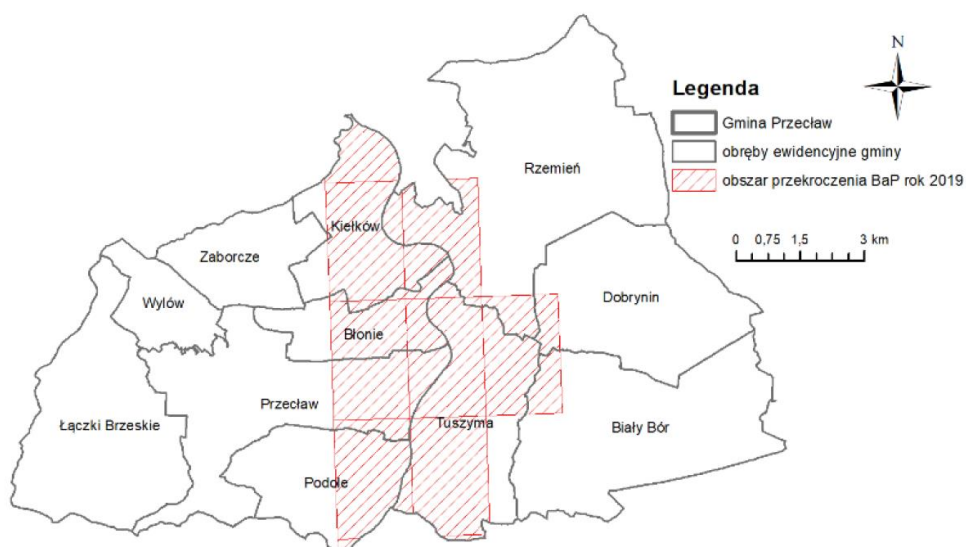 N
Legenda
Gmina Przecław
obręby ewidencyjne gminy
obszar przekroczenia BaP rok 2019
0 0,75 1,5 3 km
Rzemień
Kiełków
Zaborcze
Wylów
Dobrynin
Błonie
Przecław
Łączki Brzeskie
Tuszyma
Biały Bór
Podole